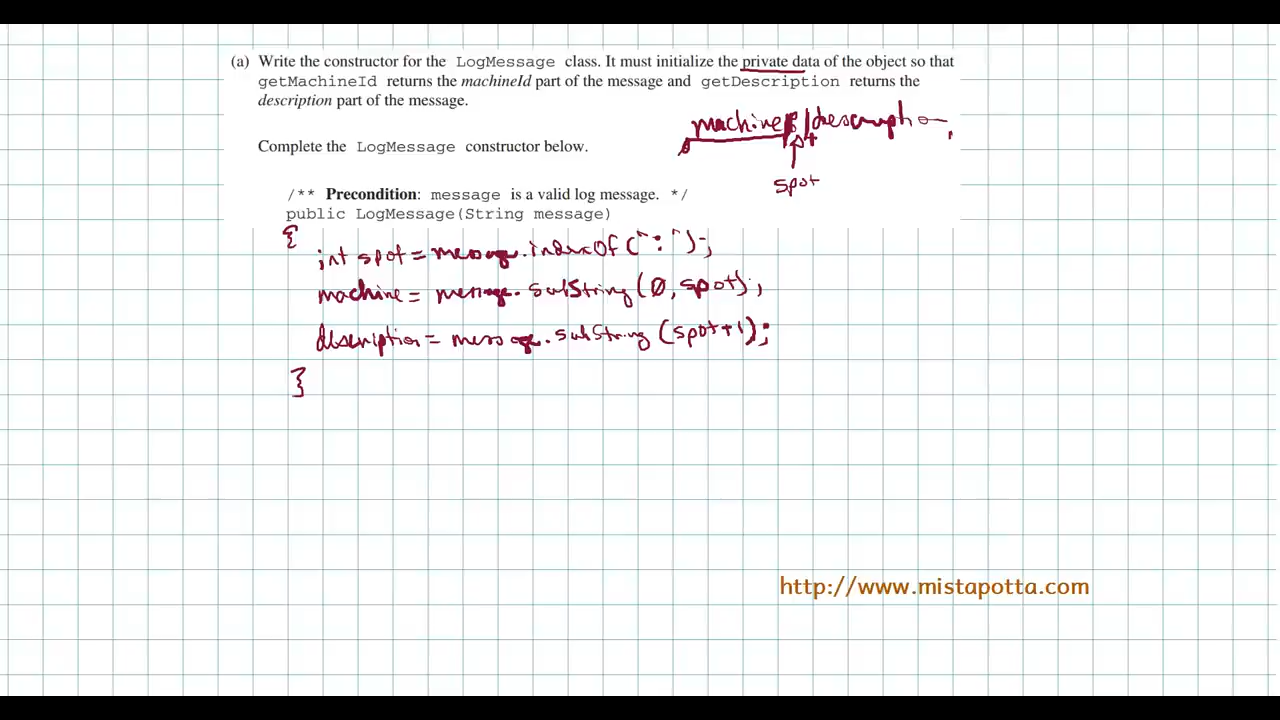 (a) Write the constructor for the LogMessage class. It must initialize the private data of the object so that
getMachineId returns the machineId part of the message and getDescription returns the
description part of the message.
machine : description
Complete the LogMessage constructor below.
spot
/** Precondition: message is a valid log message. */
public LogMessage(String message)
{
int spot = message.indexOf(":");
machine = message.subString(0, spot);
description = message.subString(spot+1);
}
http://www.mistapotta.com